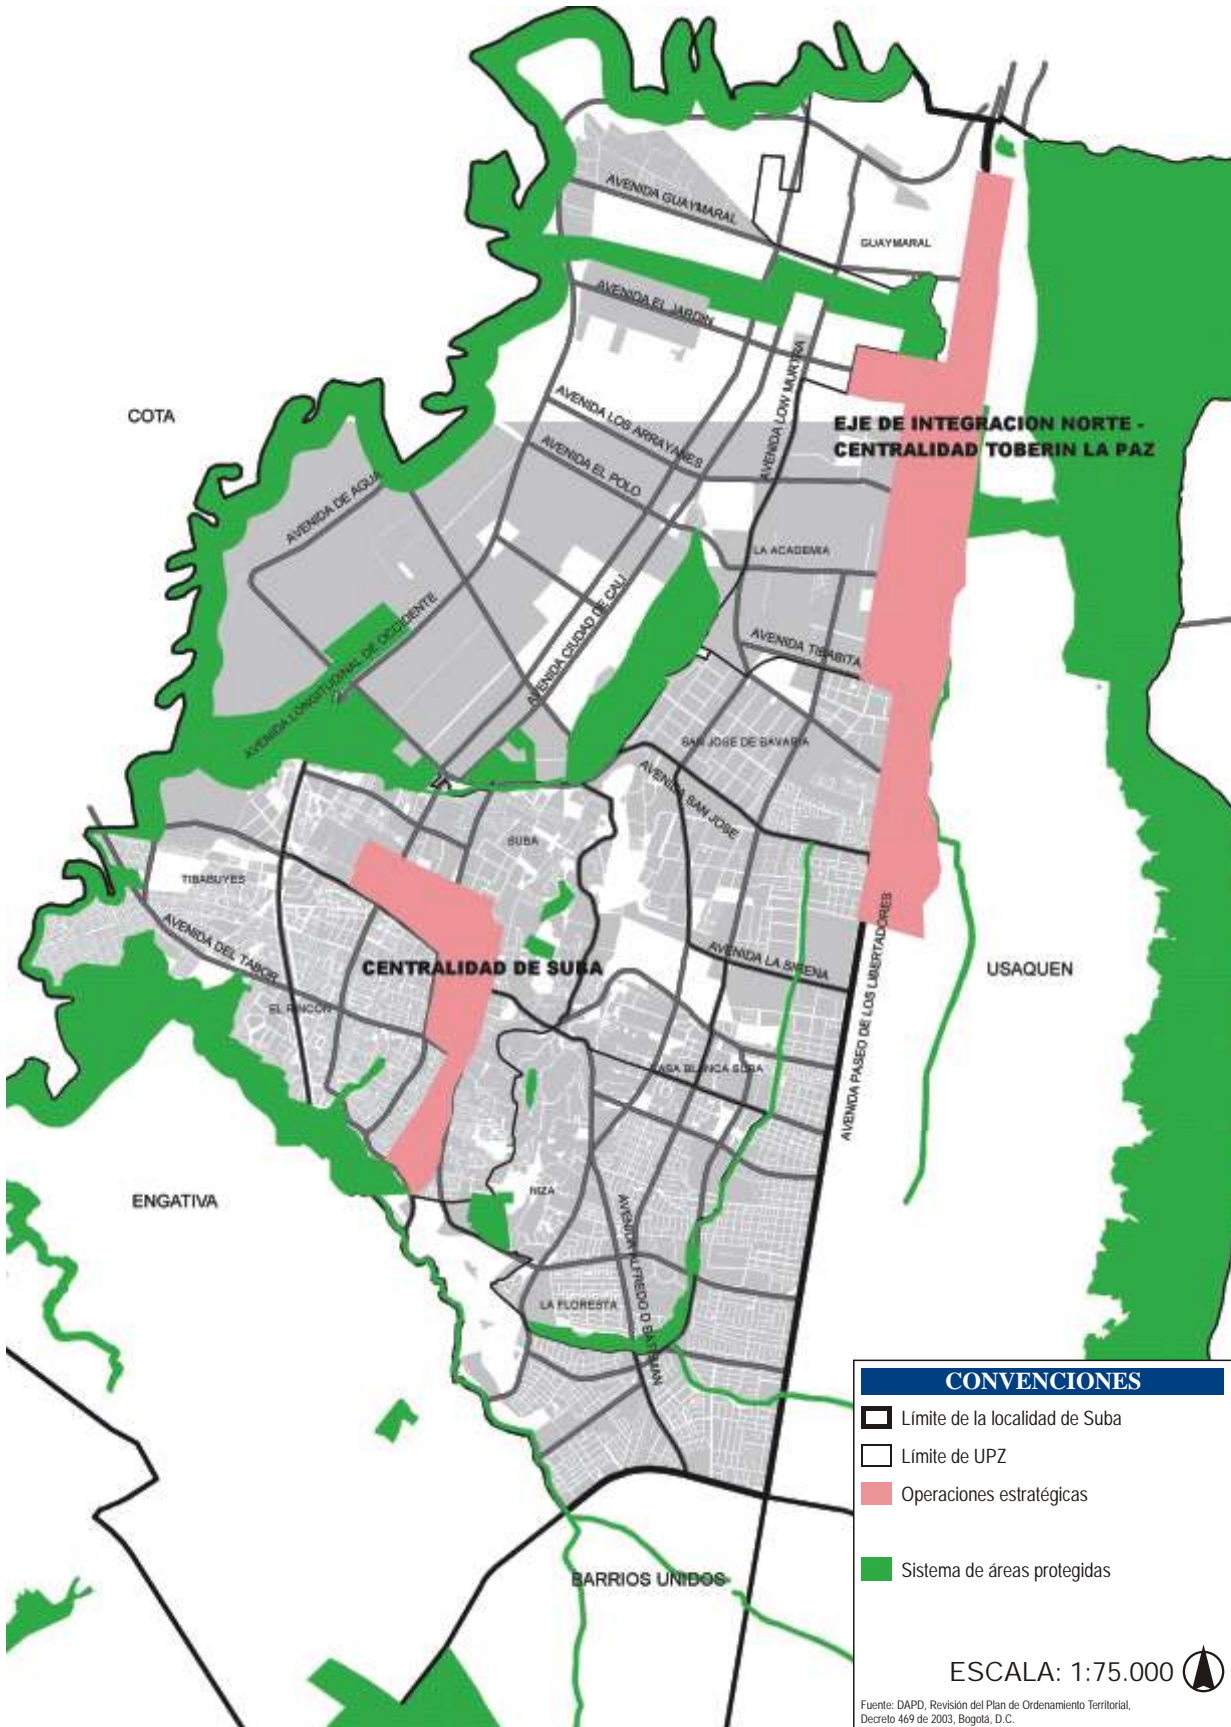 AVENIDA GUAYMARAL
GUAYMARAL
AVENIDA EL JARDIN
AVENIDA LOW MURTRA
COTA
AVENIDA LOS ARRAYANES
EJE DE INTEGRACION NORTE -
CENTRALIDAD TOBERIN LA PAZ
AVENIDA EL POLO
AVENIDA DE AGUA
LA ACADEMIA
AVENIDA LONGITUDINAL DE OCCIDENTE
AVENIDA CIUDAD DE CALI
AVENIDA TIBABITA
SAN JOSE DE BAVARIA
AVENIDA SAN JOSE
SUBA
TIBABUYES
AVENIDA DEL TABOR
CENTRALIDAD DE SUBA
AVENIDA LA SIRENA
AVENIDA PASEO DE LOS LIBERTADORES
USAQUEN
EL RINCON
CASA BLANCA SUBA
ENGATIVA
NIZA
AVENIDA ALFREDO D BATEMAN
LA FLORESTA
BARRIOS UNIDOS
CONVENCIONES
Límite de la localidad de Suba
Límite de UPZ
Operaciones estratégicas
Sistema de áreas protegidas
ESCALA: 1:75.000
Fuente: DAPD, Revisión del Plan de Ordenamiento Territorial,
Decreto 469 de 2003, Bogotá, D.C.